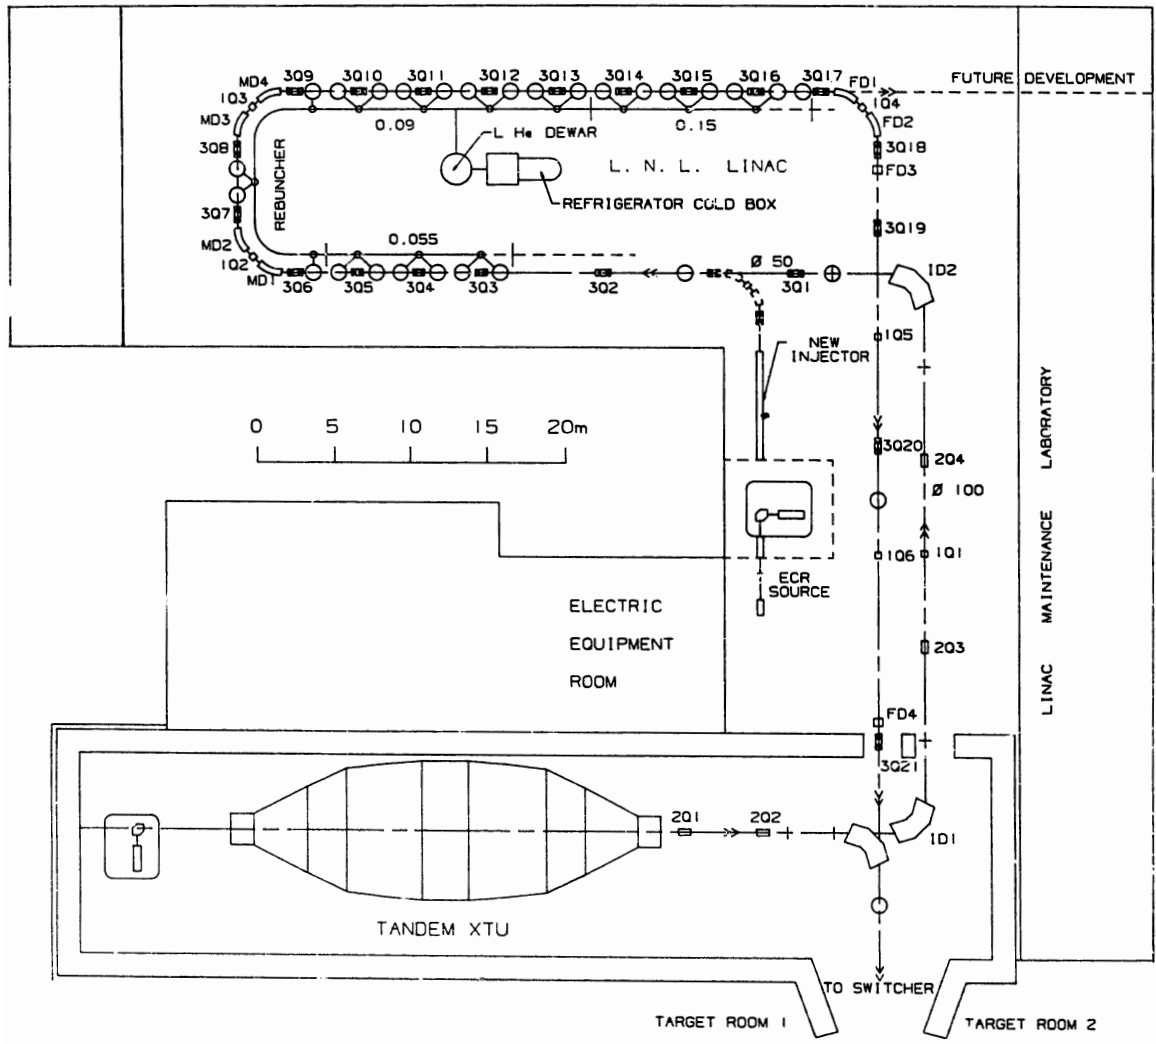 MD4
3Q9
3Q10
3Q11
3Q12
3Q13
3Q14
3Q15
3Q16
3Q17
FD1
FUTURE DEVELOPMENT
1Q3
1Q4
MD3
0.09
L He DEWAR
0.15
FD2
3Q8
3Q18
REBUNCHER
L. N. L. LINAC
FD3
REFRIGERATOR COLD BOX
3Q7
3Q19
MD2
0.055
1Q2
Ø 50
ID2
MD1
3Q6
3Q5
3Q4
3Q3
3Q2
3Q1
1Q5
NEW
INJECTOR
0 5 10 15 20m
3Q20
2Q4
Ø 100
LINAC MAINTENANCE LABORATORY
1Q6
1Q1
ECR
SOURCE
ELECTRIC
EQUIPMENT
ROOM
2Q3
FD4
3Q21
2Q1
2Q2
ID1
TANDEM XTU
TO SWITCHER
TARGET ROOM 1
TARGET ROOM 2